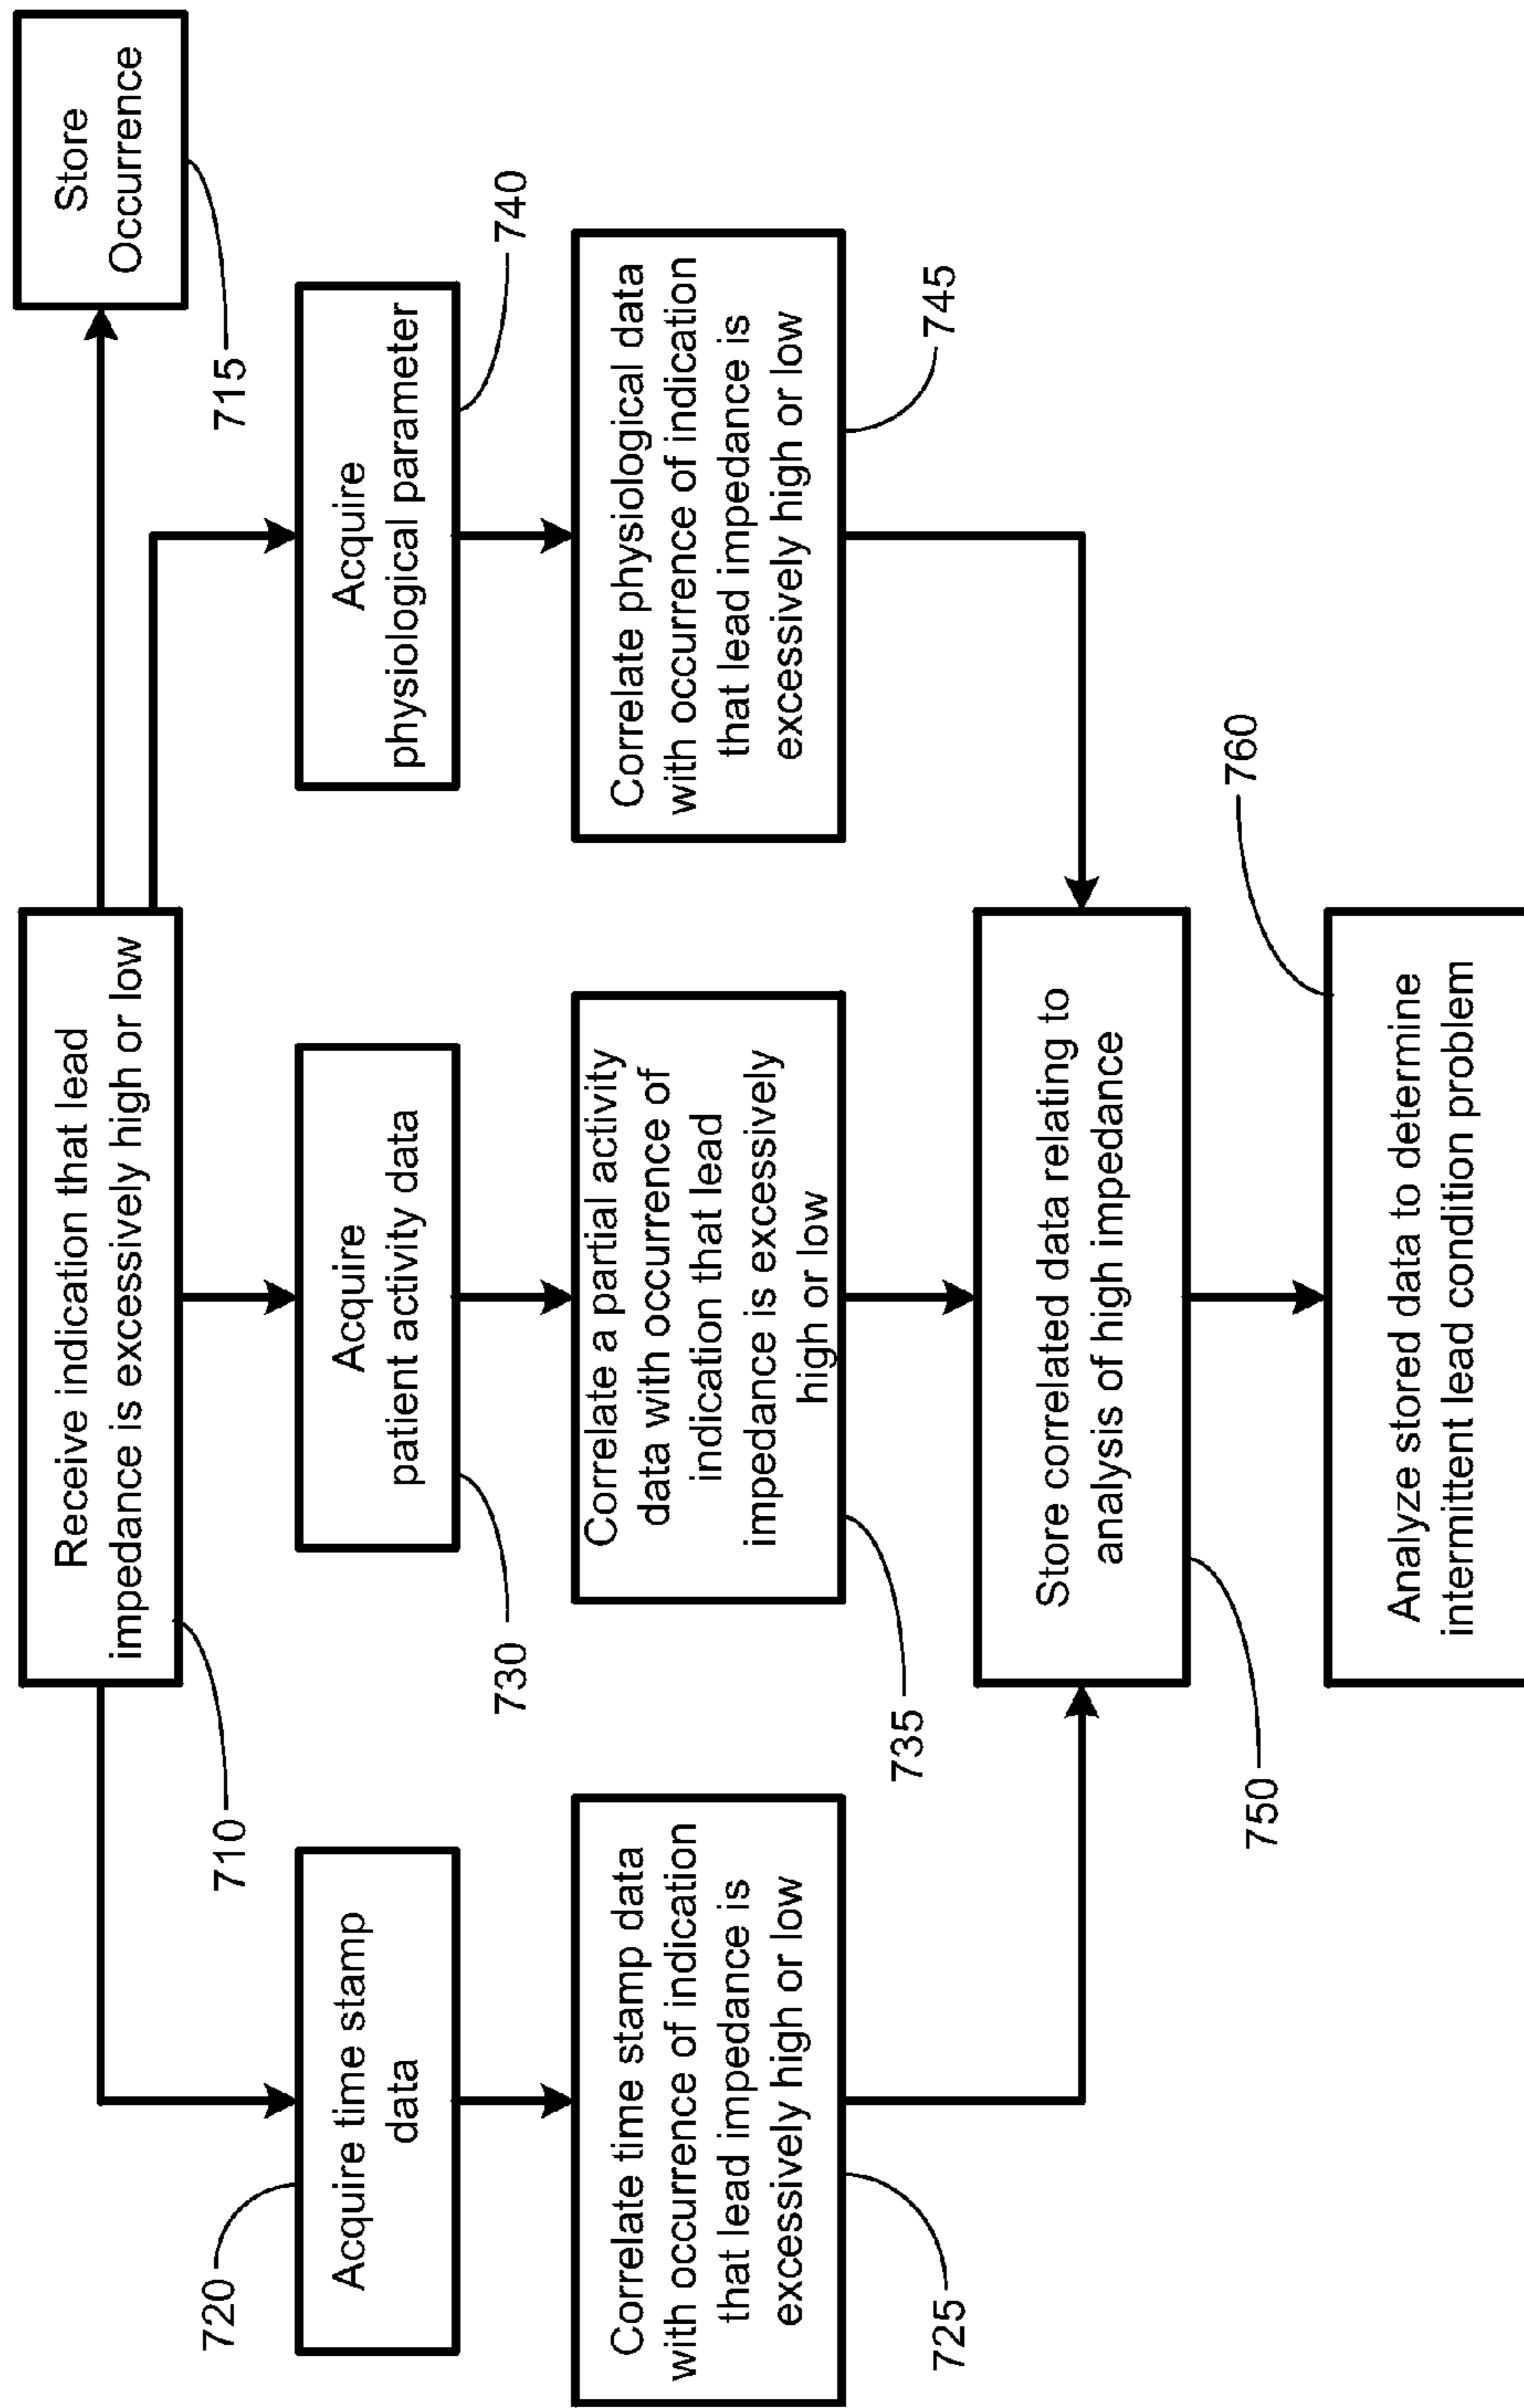 Receive indication that lead
impedance is excessively high or low
710
Store
Occurrence
715
720
Acquire time stamp
data
Acquire
patient activity data
730
Acquire
physiological parameter
740
Correlate time stamp data
with occurrence of indication
that lead impedance is
excessively high or low
725
Correlate a partial activity
data with occurrence of
indication that lead
impedance is excessively
high or low
735
Correlate physiological data
with occurrence of indication
that lead impedance is
excessively high or low
745
Store correlated data relating to
analysis of high impedance
750
760
Analyze stored data to determine
intermittent lead condition problem